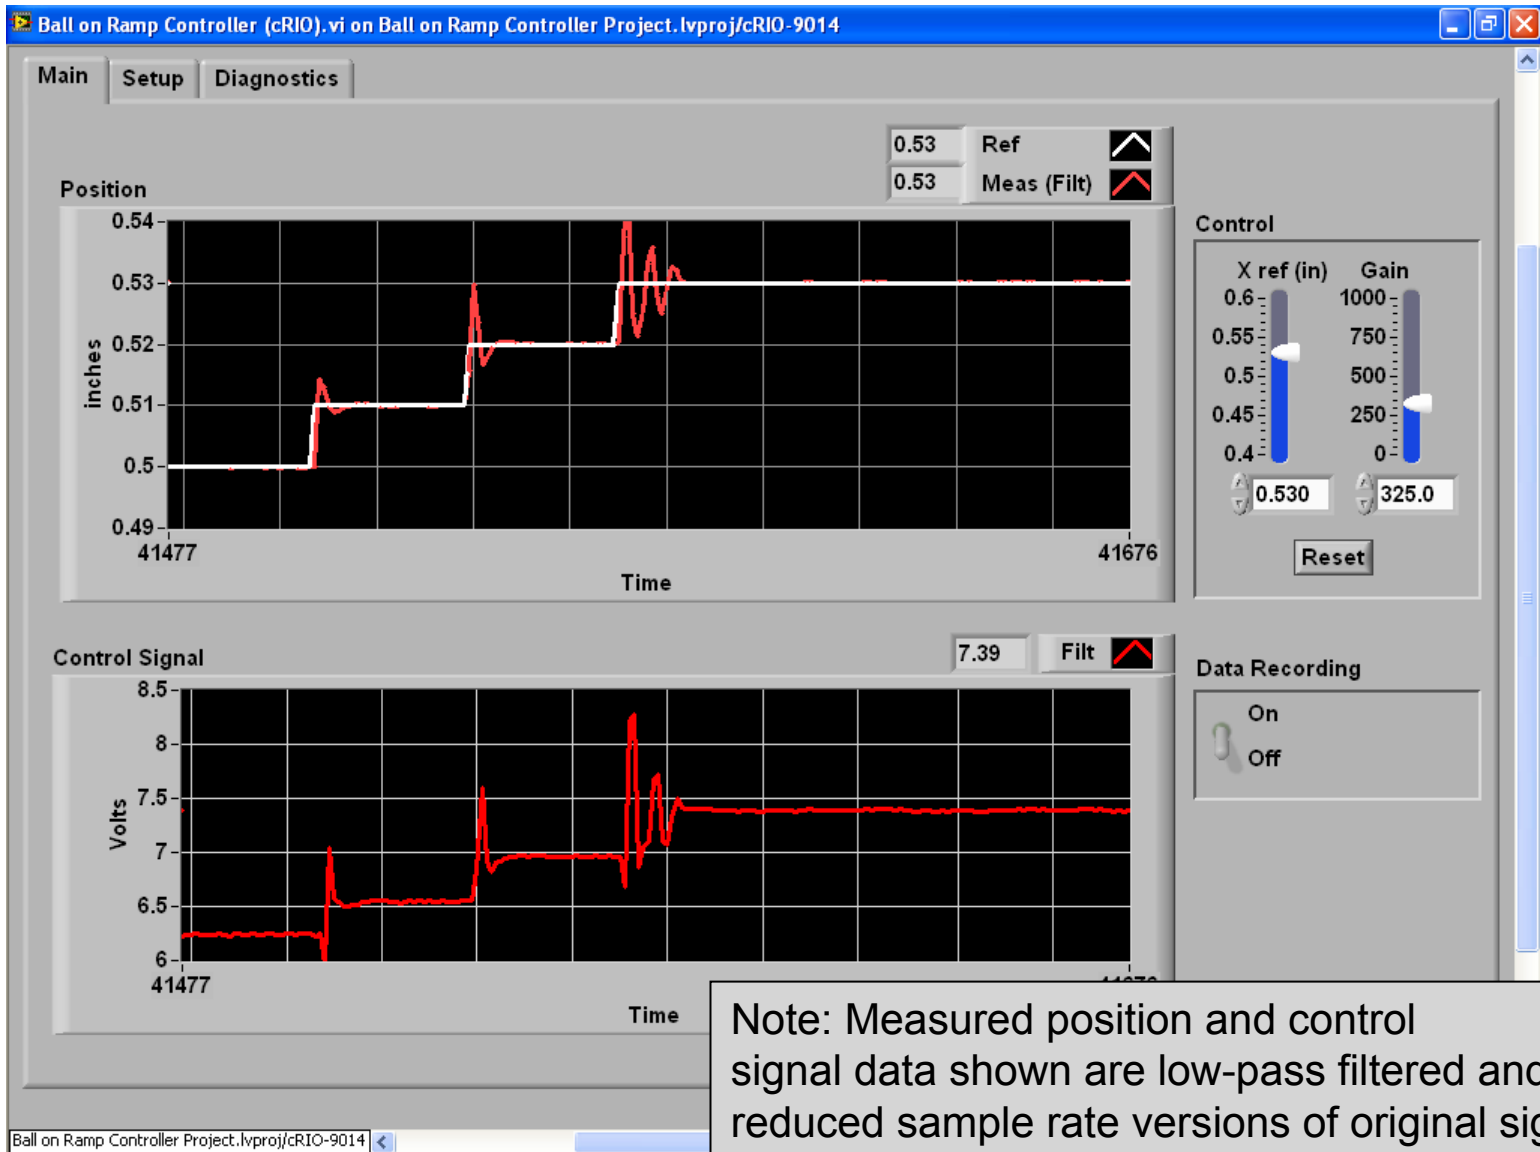 Ball on Ramp Controller (cRIO).vi on Ball on Ramp Controller Project.lvproj/cRIO-9014
Main Setup Diagnostics
0.53 Ref
0.53 Meas (Filt)
Position
0.54
0.53
0.52
0.51
0.5
0.49
inches
41477 41676
Time
Control
X ref (in) Gain
0.6 1000
0.55 750
0.5 500
0.45 250
0.4 0
0.530 325.0
Reset
7.39 Filt
Control Signal
8.5
8
7.5
7
6.5
6
Volts
41477
Time
Data Recording
On
Off
Note: Measured position and control
signal data shown are low-pass filtered and
reduced sample rate versions of original
Ball on Ramp Controller Project.lvproj/cRIO-9014